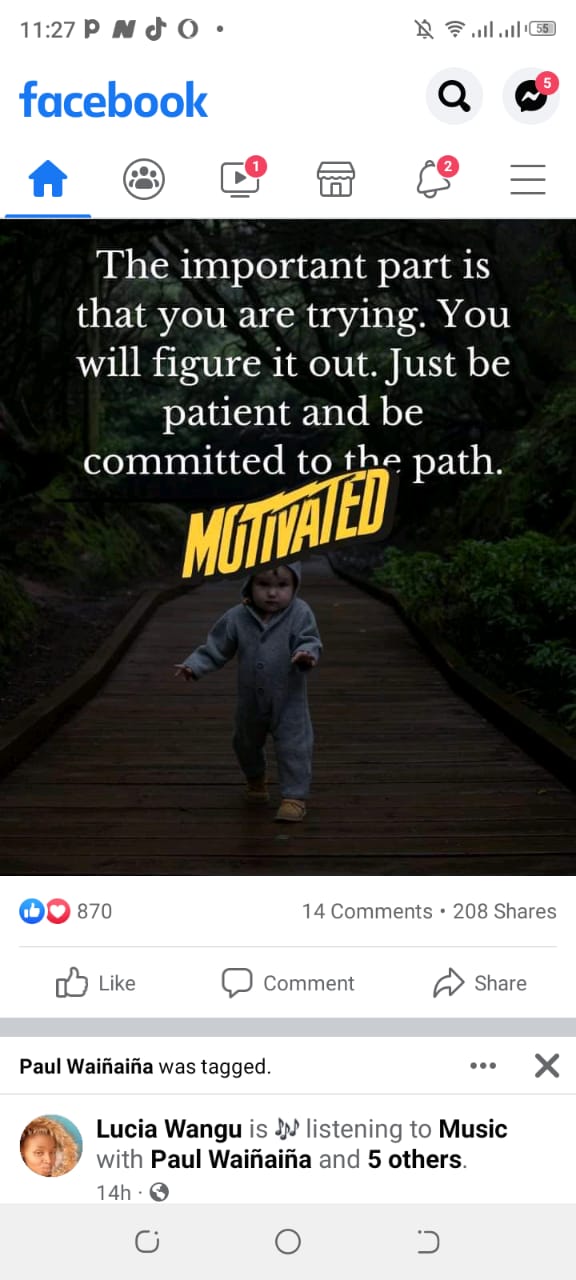 11:27
55
facebook
5
1
2
The important part is
that you are trying. You
will figure it out. Just be
patient and be
committed to the path.
MOTIVATED
870
14 Comments • 208 Shares
Like
Comment
Share
Paul Waiñaiña was tagged.
Lucia Wangu is 🎶 listening to Music
with Paul Waiñaiña and 5 others.
14h ·